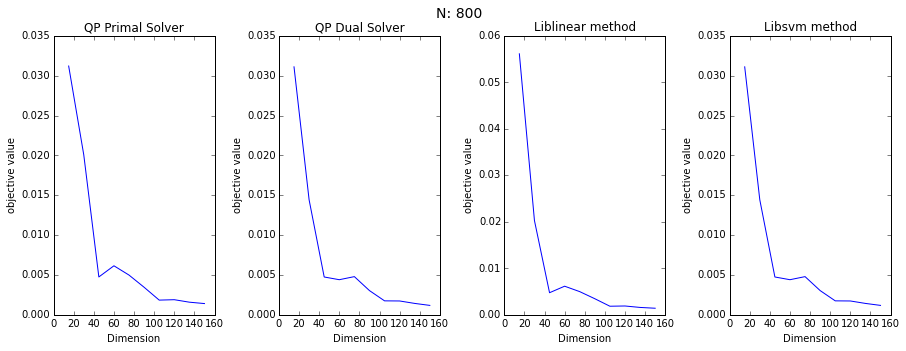 N: 800
QP Primal Solver
QP Dual Solver
Liblinear method
Libsvm method
objective value
0.035
0.030
0.025
0.020
0.015
0.010
0.005
0.000
0 20 40 60 80 100 120 140 160
Dimension
objective value
0.035
0.030
0.025
0.020
0.015
0.010
0.005
0.000
0 20 40 60 80 100 120 140 160
Dimension
objective value
0.06
0.05
0.04
0.03
0.02
0.01
0.00
0 20 40 60 80 100 120 140 160
Dimension
objective value
0.035
0.030
0.025
0.020
0.015
0.010
0.005
0.000
0 20 40 60 80 100 120 140 160
Dimension